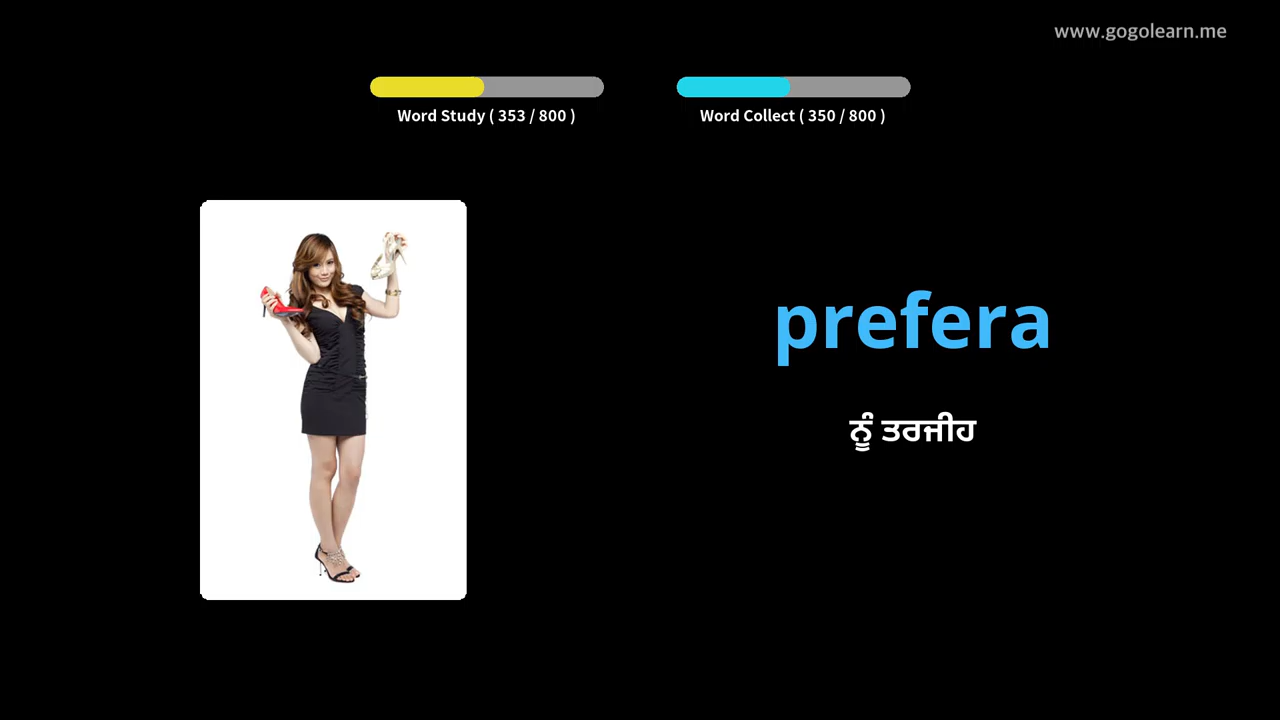 www.gogolearn.me
Word Study ( 353 / 800 )
Word Collect ( 350 / 800 )
prefera
ਨੂੰ ਤਰਜੀਹ